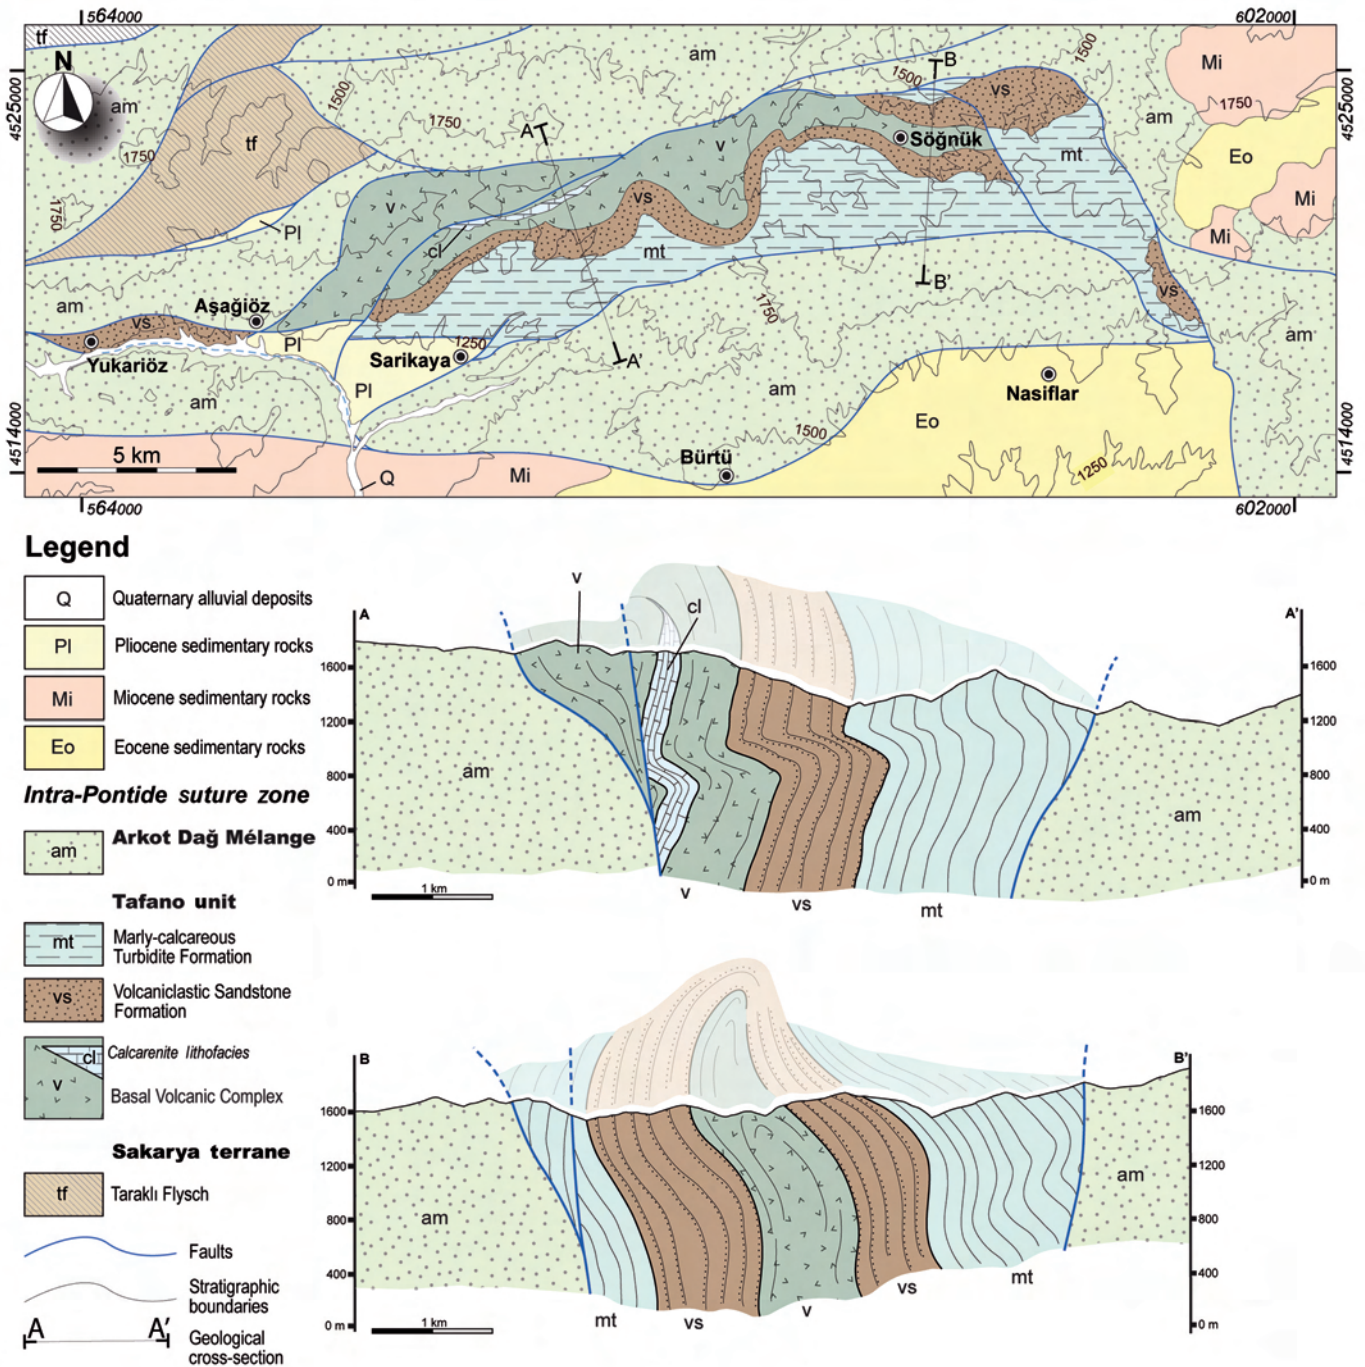 564000
602000
tf
N
am
am
Mi
1500
1500
1500
B
vs
1750
1750
A
am
4525000
4525000
1750
tf
v
Söğnük
mt
Eo
Mi
1750
v
vs
Pl
cl
mt
Mi
B'
am
Aşağiöz
vs
1750
vs
am
Yukariöz
Pl
1250
Sarikaya
A'
Pl
am
am
Nasiflar
Eo
4514000
4514000
1500
5 km
Bürtü
1250
Q
Mi
564000
602000
Legend
Q Quaternary alluvial deposits
Pl Pliocene sedimentary rocks
Mi Miocene sedimentary rocks
Eo Eocene sedimentary rocks
Intra-Pontide suture zone
am Arkot Dağ Mélange
Tafano unit
mt Marly-calcareous
Turbidite Formation
vs Volcaniclastic Sandstone
Formation
cl Calcarenite lithofacies
v Basal Volcanic Complex
Sakarya terrane
tf Taraklı Flysch
Faults
Stratigraphic
boundaries
A A' Geological
cross-section
v
cl
A
A'
1600
1600
1200
1200
800
800
am
am
400
400
0 m
0 m
1 km
v
vs
mt
B
B'
1600
1600
1200
1200
am
am
800
800
400
400
0 m
0 m
mt
vs
v
vs
mt
1 km